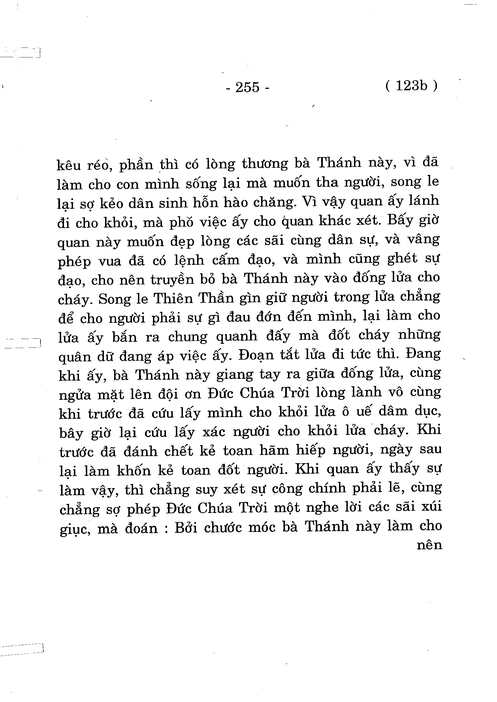 - 255 - ( 123b )
kêu réo, phần thì có lòng thương bà Thánh này, vì đã
làm cho con mình sống lại mà muốn tha người, song le
lại sợ kẻo dân sinh hỗn hào chăng. Vì vậy quan ấy lánh
đi cho khỏi, mà phó việc ấy cho quan khác xét. Bấy giờ
quan này muốn đẹp lòng các sãi cùng dân sự, và vâng
phép vua đã có lệnh cấm đạo, và mình cũng ghét sự
đạo, cho nên truyền bỏ bà Thánh này vào đống lửa cho
cháy. Song le Thiên Thần gìn giữ người trong lửa chẳng
để cho người phải sự gì đau đớn đến mình, lại làm cho
lửa ấy bắn ra chung quanh đấy mà đốt cháy những
quân dữ đang áp việc ấy. Đoạn tắt lửa đi tức thì. Đang
khi ấy, bà Thánh này giang tay ra giữa đống lửa, cùng
ngửa mặt lên đội ơn Đức Chúa Trời lòng lành vô cùng
khi trước đã cứu lấy mình cho khỏi lửa ô uế dâm dục,
bây giờ lại cứu lấy xác người cho khỏi lửa cháy. Khi
trước đã đánh chết kẻ toan hãm hiếp người, ngày sau
lại làm khốn kẻ toan đốt người. Khi quan ấy thấy sự
làm vậy, thì chẳng suy xét sự công chính phải lẽ, cùng
chẳng sợ phép Đức Chúa Trời một nghe lời các sãi xúi
giục, mà đoán : Bởi chước móc bà Thánh này làm cho
nên